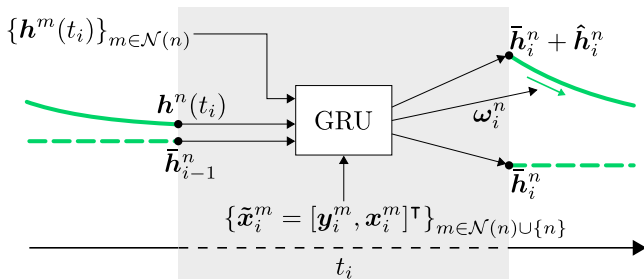 {h^m(t_i)}_{m∈𝒩(n)}
h̄_i^n + ĥ_i^n
h^n(t_i)
GRU
ω_i^n
h̄_{i−1}^n
h̄_i^n
{x̃_i^m = [y_i^m, x_i^m]^⊤}_{m∈𝒩(n)∪{n}}
t_i